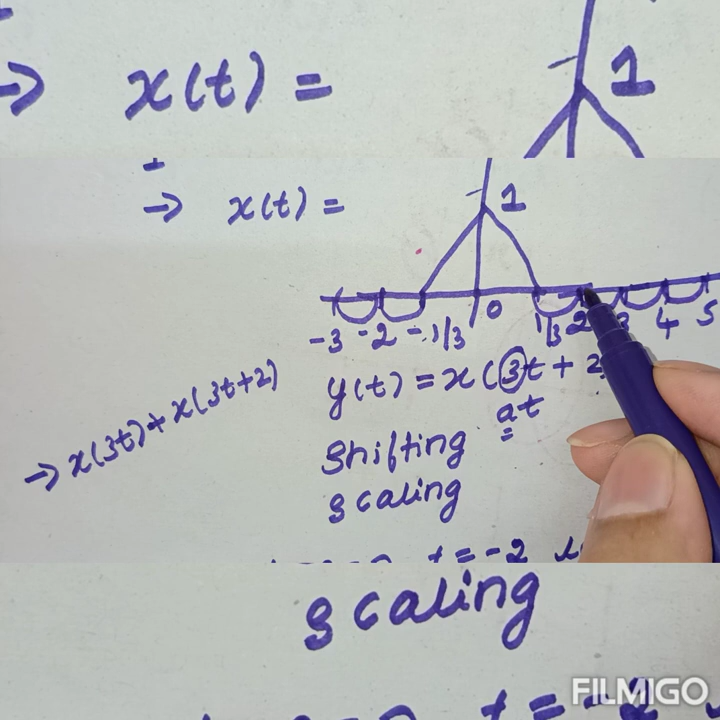 → x(t) = 1
→ x(t) = 1
-3 -2 -1/3 0 1/3 2 3 4 5
y(t) = x(3t + 2
→ x(3t) + x(3t+2)
at
=
Shifting
scaling
t = -2
scaling
t = -2
FILMIGO